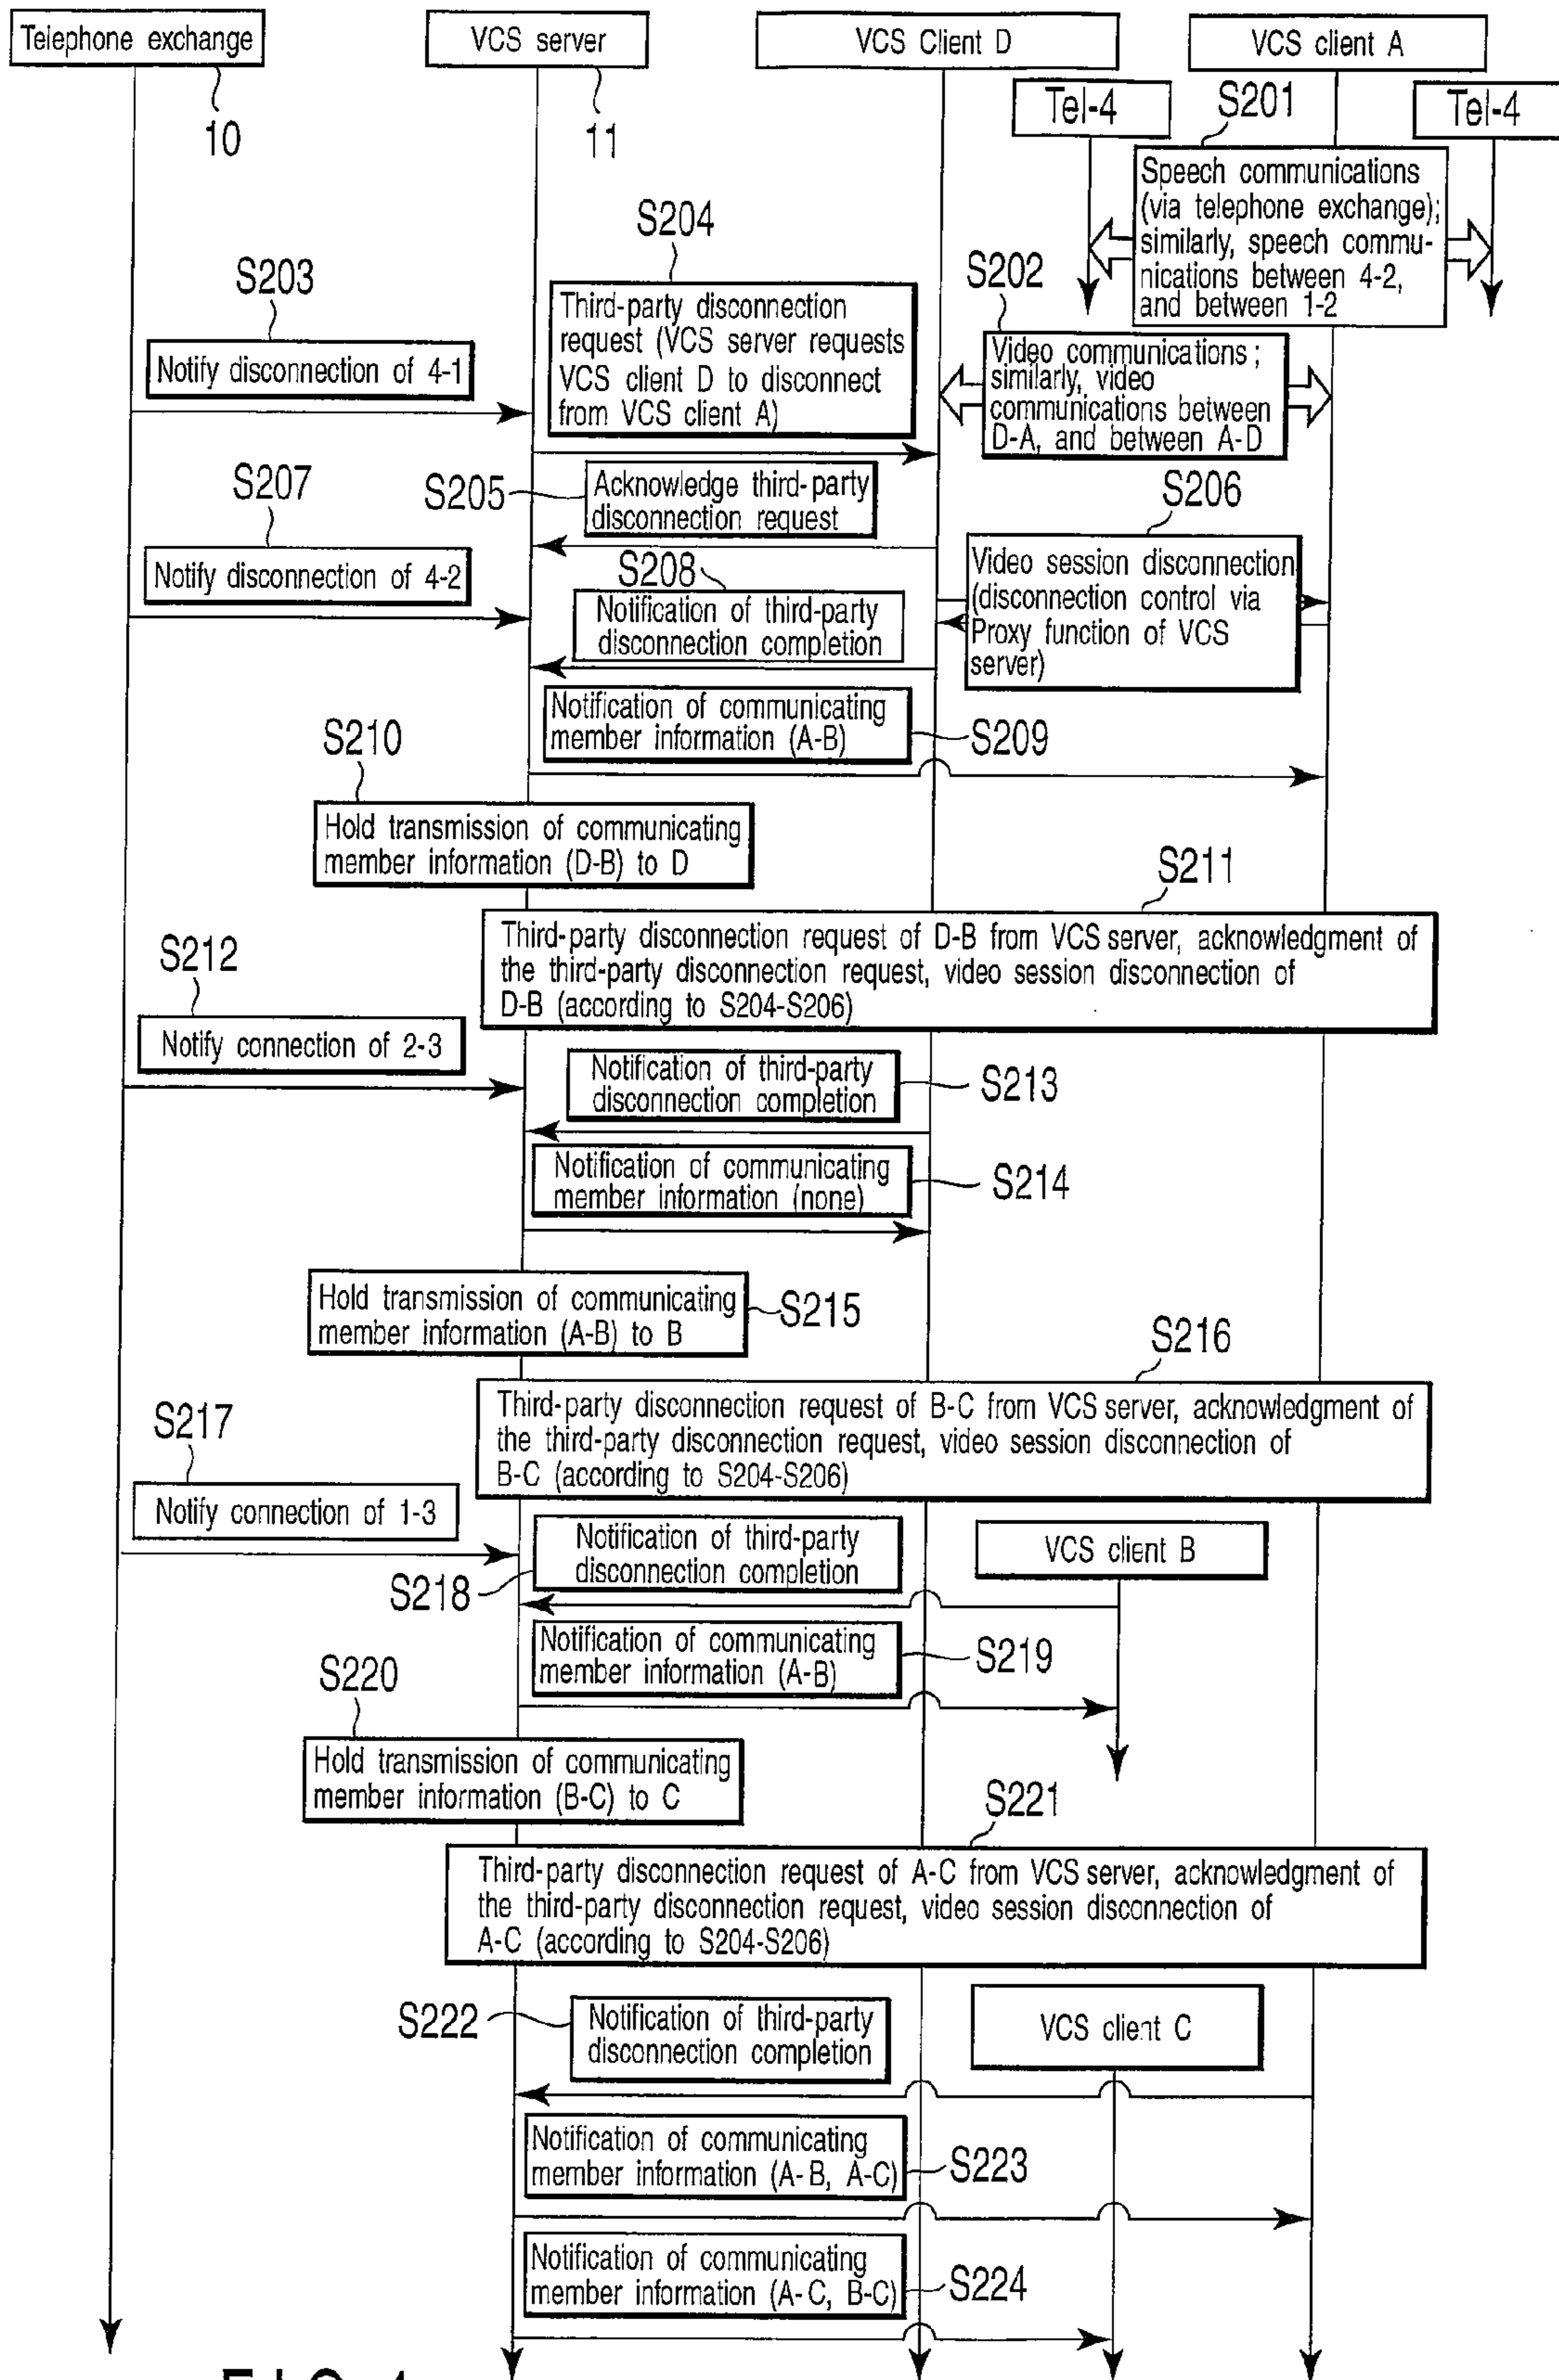 Telephone exchange
VCS server
VCS Client D
VCS client A
10
11
Tel-4
S201
Tel-4
Speech communications
(via telephone exchange);
similarly, speech commu-
nications between 4-2,
and between 1-2
S204
S203
S202
Third-party disconnection
request (VCS server requests
VCS client D to disconnect
from VCS client A)
Notify disconnection of 4-1
Video communications;
similarly, video
communications between
D-A, and between A-D
S207
S205
Acknowledge third-party
disconnection request
S206
Notify disconnection of 4-2
S208
Notification of third-party
disconnection completion
Video session disconnection
(disconnection control via
Proxy function of VCS
server)
Notification of communicating
member information (A-B)
S209
S210
Hold transmission of communicating
member information (D-B) to D
S211
Third-party disconnection request of D-B from VCS server, acknowledgment of
the third-party disconnection request, video session disconnection of
D-B (according to S204-S206)
S212
Notify connection of 2-3
Notification of third-party
disconnection completion
S213
Notification of communicating
member information (none)
S214
Hold transmission of communicating
member information (A-B) to B
S215
S216
Third-party disconnection request of B-C from VCS server, acknowledgment of
the third-party disconnection request, video session disconnection of
B-C (according to S204-S206)
S217
Notify connection of 1-3
Notification of third-party
disconnection completion
VCS client B
S218
Notification of communicating
member information (A-B)
S219
S220
Hold transmission of communicating
member information (B-C) to C
S221
Third-party disconnection request of A-C from VCS server, acknowledgment of
the third-party disconnection request, video session disconnection of
A-C (according to S204-S206)
S222
Notification of third-party
disconnection completion
VCS client C
Notification of communicating
member information (A-B, A-C)
S223
Notification of communicating
member information (A-C, B-C)
S224